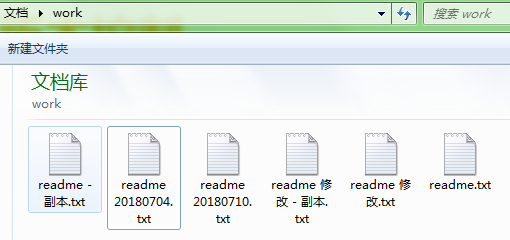 文档 ▸ work
搜索 work
新建文件夹
文档库
work
readme -
副本.txt
readme
20180704.
txt
readme
20180710.
txt
readme 修
改 - 副本.
txt
readme 修
改.txt
readme.txt